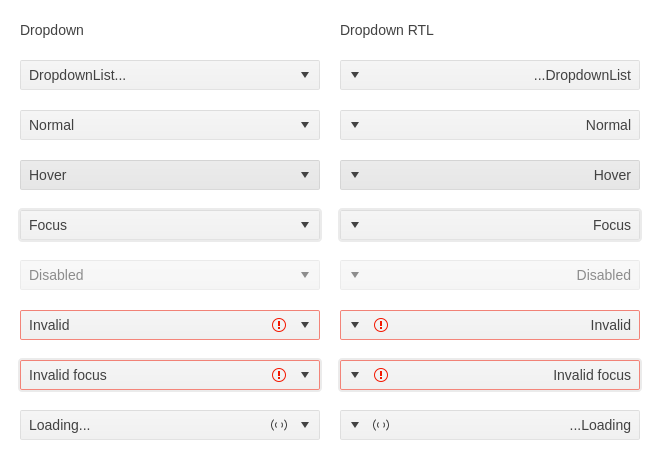 Dropdown
DropdownList...
Normal
Hover
Focus
Disabled
Invalid
Invalid focus
Loading...
Dropdown RTL
...DropdownList
Normal
Hover
Focus
Disabled
Invalid
Invalid focus
...Loading